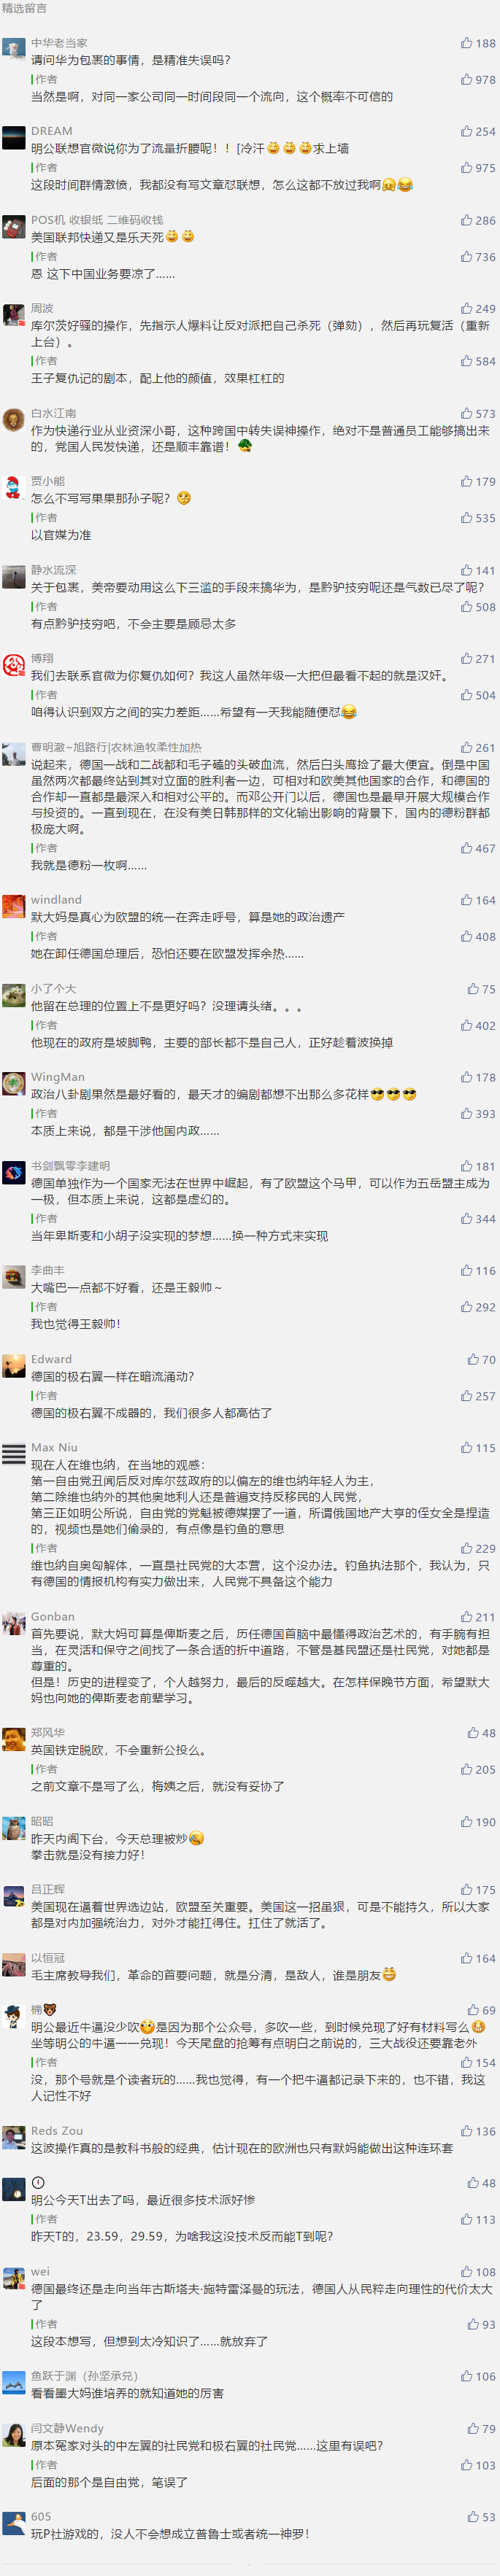 精选留言
中华老当家
188
请问华为包裹的事情，是精准失误吗？
作者
978
当然是啊，对同一家公司同一时间段同一个流向，这个概率不可信的
DREAM
254
明公联想官微说你为了流量折腰呢！！[冷汗😅😅😅求上墙
作者
975
这段时间群情激愤，我都没有写文章怼联想，怎么这都不放过我啊😂
POS机 收银纸 二维码收钱
286
美国联邦快递又是乐天死😅😅
作者
736
恩 这下中国业务要凉了……
周波
249
库尔茨好骚的操作，先指示人爆料让反对派把自己杀死（弹劾），然后再玩复活（重新
上台）。
作者
584
王子复仇记的剧本，配上他的颜值，效果杠杠的
白水江南
573
作为快递行业从业资深小哥，这种跨国中转失误神操作，绝对不是普通员工能够搞出来
的，党国人民发快递，还是顺丰靠谱！
贾小能
179
怎么不写写果果那孙子呢？
作者
535
以官媒为准
静水流深
141
关于包裹，美帝要动用这么下三滥的手段来搞华为，是黔驴技穷呢还是气数已尽了呢？
作者
508
有点黔驴技穷吧，不会主要是顾忌太多
博翔
271
我们去联系官微为你复仇如何？我这人虽然年级一大把但最看不起的就是汉奸。
作者
504
咱得认识到双方之间的实力差距……希望有一天我能随便怼😂
曹明澈~旭路行|农林渔牧柔性加热
261
说起来，德国一战和二战都和毛子磕的头破血流，然后白头鹰捡了最大便宜。倒是中国
虽然两次都最终站到其对立面的胜利者一边，可相对和欧美其他国家的合作，和德国的
合作却一直都是最深入和相对公平的。而邓公开门以后，德国也是最早开展大规模合作
与投资的。一直到现在，在没有美日韩那样的文化输出影响的背景下，国内的德粉群都
极庞大啊。
作者
467
我就是德粉一枚啊……
windland
164
默大妈是真心为欧盟的统一在奔走呼号，算是她的政治遗产
作者
408
她在卸任德国总理后，恐怕还要在欧盟发挥余热……
小了个大
75
他留在总理的位置上不是更好吗？没理请头绪。。。
作者
402
他现在的政府是坡脚鸭，主要的部长都不是自己人，正好趁着波换掉
WingMan
178
政治八卦剧果然是最好看的，最天才的编剧都想不出那么多花样😎😎😎
作者
393
本质上来说，都是干涉他国内政……
书剑飘零李建明
181
德国单独作为一个国家无法在世界中崛起，有了欧盟这个马甲，可以作为五岳盟主成为
一极，但本质上来说，这都是虚幻的。
作者
344
当年卑斯麦和小胡子没实现的梦想……换一种方式来实现
李曲丰
116
大嘴巴一点都不好看，还是王毅帅～
作者
292
我也觉得王毅帅！
Edward
70
德国的极右翼一样在暗流涌动？
作者
257
德国的极右翼不成器的，我们很多人都高估了
Max Niu
115
现在人在维也纳，在当地的观感：
第一自由党丑闻后反对库尔兹政府的以偏左的维也纳年轻人为主，
第二除维也纳外的其他奥地利人还是普遍支持反移民的人民党，
第三正如明公所说，自由党的党魁被德媒摆了一道，所谓俄国地产大亨的侄女全是捏造
的，视频也是她们偷录的，有点像是钓鱼的意思
作者
229
维也纳自奥匈解体，一直是社民党的大本营，这个没办法。钓鱼执法那个，我认为，只
有德国的情报机构有实力做出来，人民党不具备这个能力
Gonban
211
首先要说，默大妈可算是俾斯麦之后，历任德国首脑中最懂得政治艺术的，有手腕有担
当，在灵活和保守之间找了一条合适的折中道路，不管是基民盟还是社民党，对她都是
尊重的。
但是！历史的进程变了，个人越努力，最后的反噬越大。在怎样保晚节方面，希望默大
妈也向她的俾斯麦老前辈学习。
郑风华
48
英国铁定脱欧，不会重新公投么。
作者
205
之前文章不是写了么，梅姨之后，就没有妥协了
昭昭
190
昨天内阁下台，今天总理被炒
拳击就是没有接力好！
吕正辉
175
美国现在逼着世界选边站，欧盟至关重要。美国这一招虽狠，可是不能持久，所以大家
都是对内加强统治力，对外才能扛得住。扛住了就活了。
以恒冠
164
毛主席教导我们，革命的首要问题，就是分清，是敌人，谁是朋友😄
楠🐻
69
明公最近牛逼没少吹是因为那个公众号，多吹一些，到时候兑现了好有材料写么
坐等明公的牛逼一一兑现！今天尾盘的抢筹有点明白之前说的，三大战役还要靠老外
作者
154
没，那个号就是个读者玩的……我也觉得，有一个把牛逼都记录下来的，也不错，我这
人记性不好
Reds Zou
136
这波操作真的是教科书般的经典，估计现在的欧洲也只有默妈能做出这种连环套
48
明公今天T出去了吗，最近很多技术派好惨
作者
113
昨天T的，23.59，29.59，为啥我这没技术反而能T到呢？
wei
108
德国最终还是走向当年古斯塔夫·施特雷泽曼的玩法，德国人从民粹走向理性的代价太大
了
作者
93
这段本想写，但想到太冷知识了……就放弃了
鱼跃于渊（孙坚承兑）
106
看看墨大妈谁培养的就知道她的厉害
闫文静Wendy
79
原本冤家对头的中左翼的社民党和极右翼的社民党……这里有误吧？
作者
103
后面的那个是自由党，笔误了
605
53
玩P社游戏的，没人不会想成立普鲁士或者统一神罗！